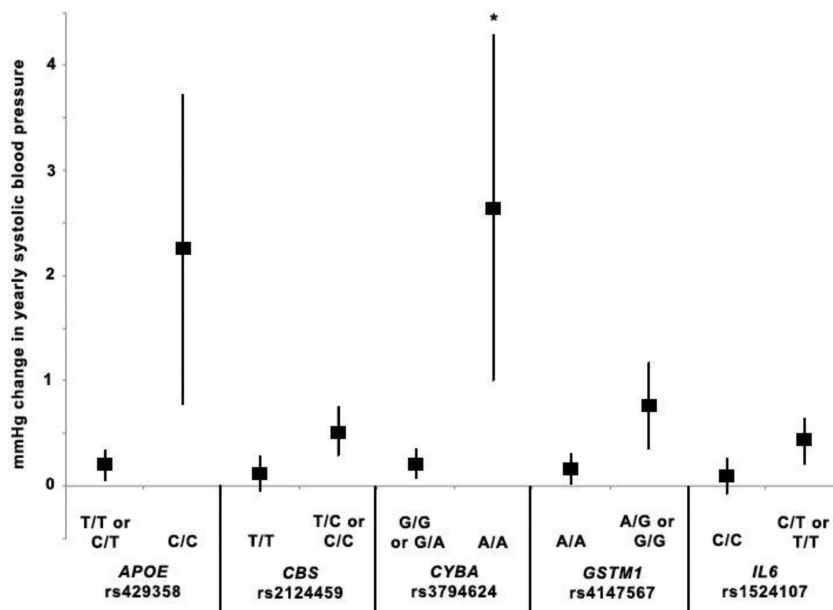 *
mmHg change in yearly systolic blood pressure
4
3
2
1
0
T/T or
C/T
C/C
T/T
T/C or
C/C
G/G
or G/A
A/A
A/A
A/G or
G/G
C/C
C/T or
T/T
APOE
rs429358
CBS
rs2124459
CYBA
rs3794624
GSTM1
rs4147567
IL6
rs1524107